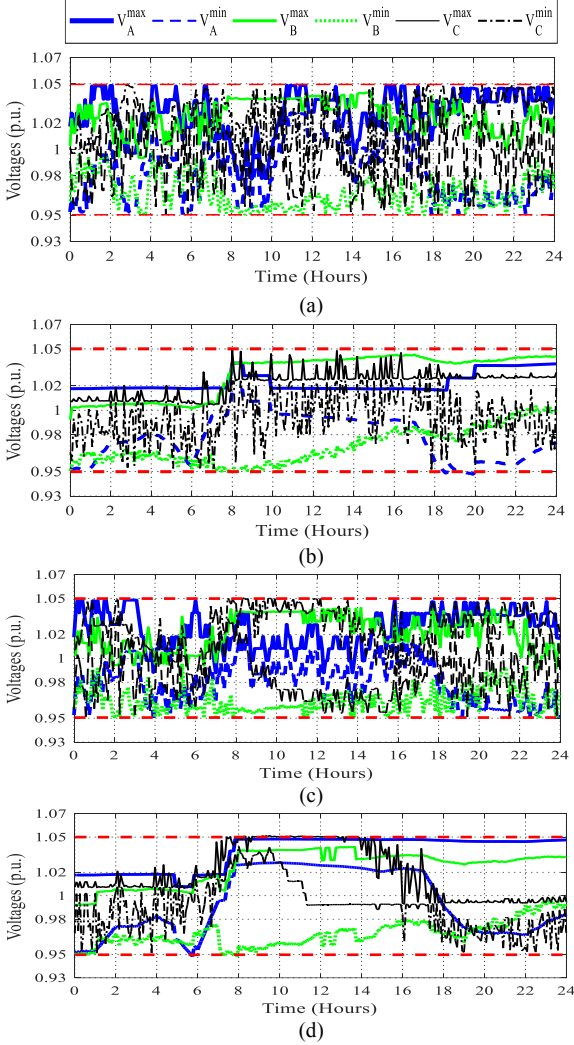 V_A^max V_A^min V_B^max V_B^min V_C^max V_C^min
1.07
1.05
1.02
1
0.98
0.95
0.93
Voltages (p.u.)
0 2 4 6 8 10 12 14 16 18 20 22 24
Time (Hours)
(a)
1.07
1.05
1.02
1
0.98
0.95
0.93
Voltages (p.u.)
0 2 4 6 8 10 12 14 16 18 20 22 24
Time (Hours)
(b)
1.07
1.05
1.02
1
0.98
0.95
0.93
Voltages (p.u.)
0 2 4 6 8 10 12 14 16 18 20 22 24
Time (Hours)
(c)
1.07
1.05
1.02
1
0.98
0.95
0.93
Voltages (p.u.)
0 2 4 6 8 10 12 14 16 18 20 22 24
Time (Hours)
(d)